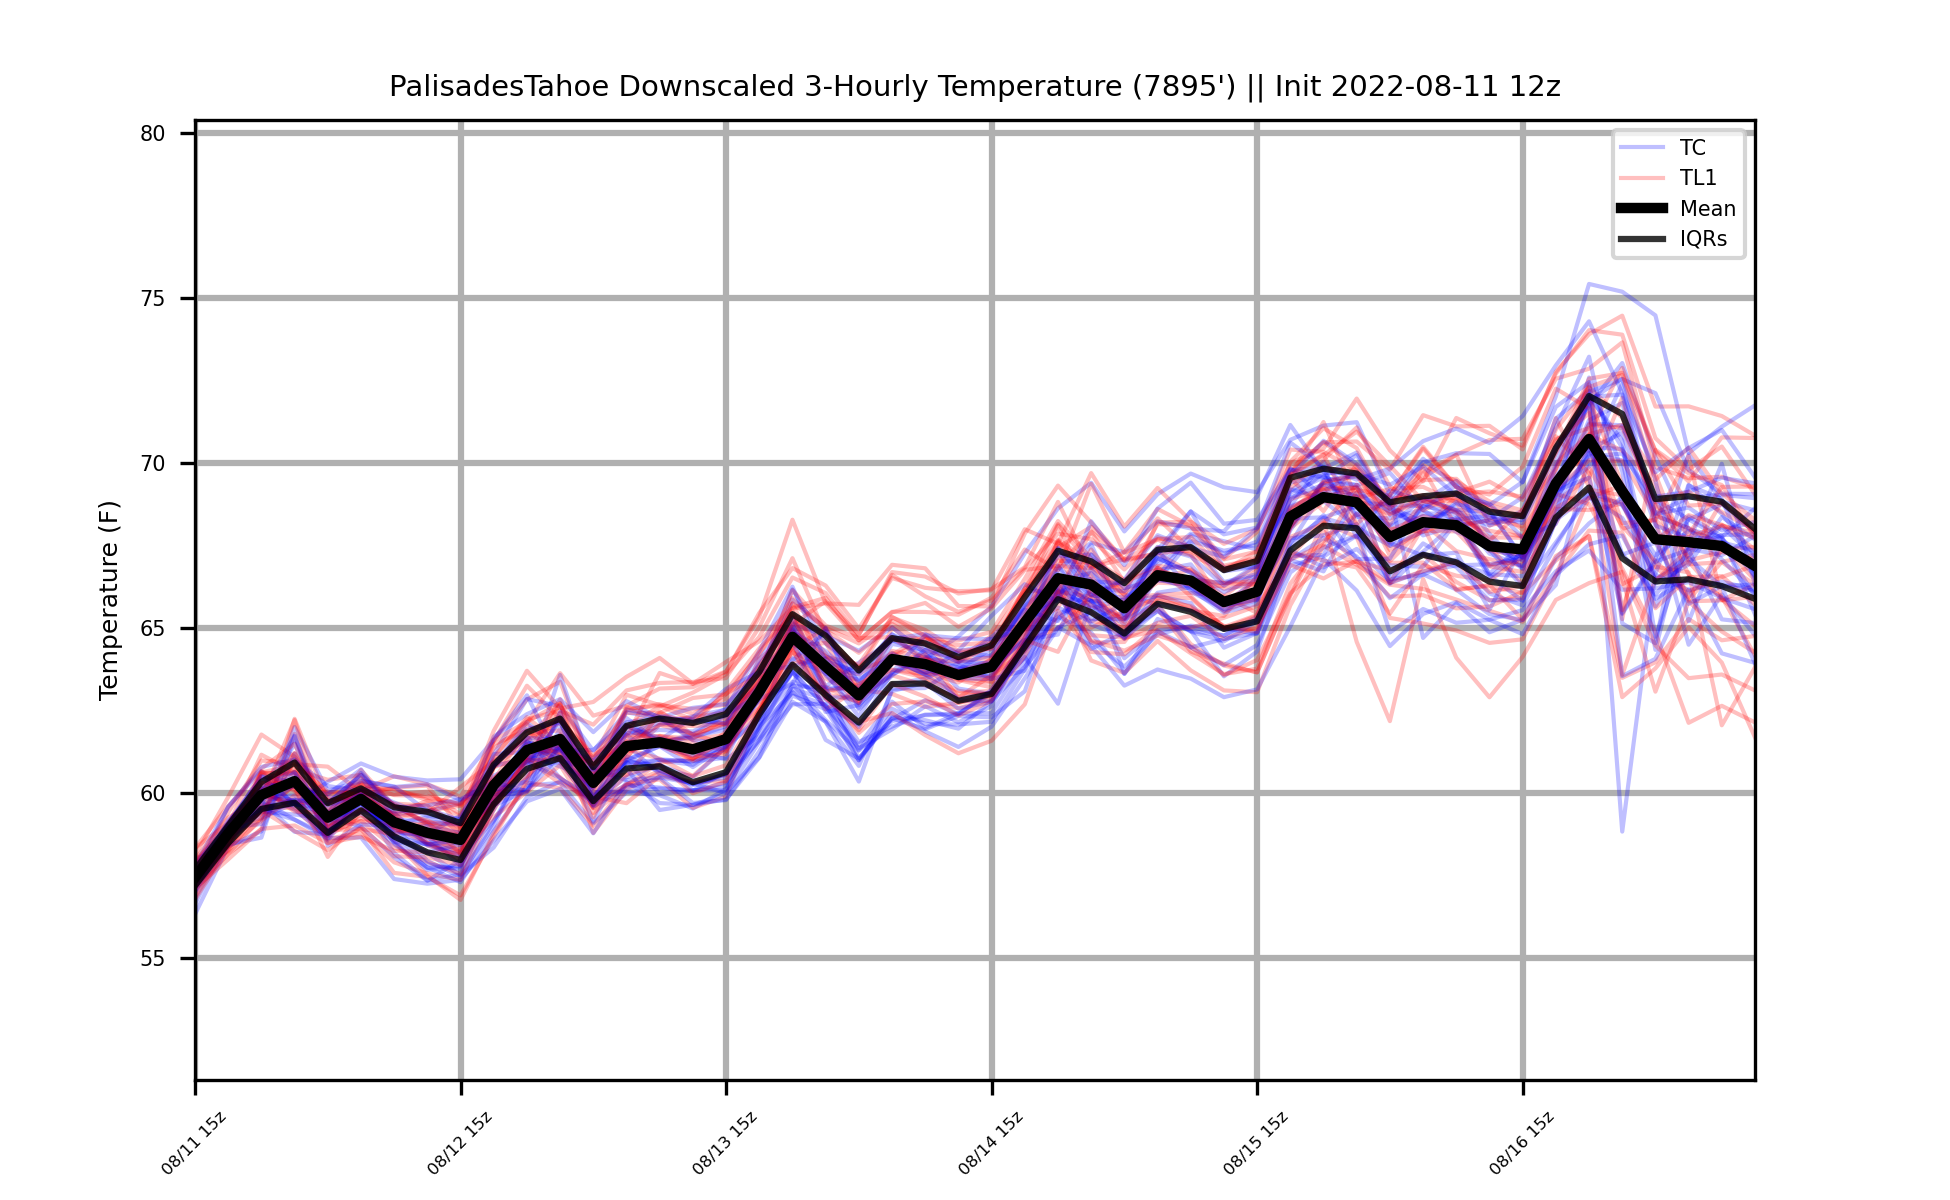 PalisadesTahoe Downscaled 3-Hourly Temperature (7895') || Init 2022-08-11 12z
TC
TL1
Mean
IQRs
Temperature (F)
80
75
70
65
60
55
08/11 15z
08/12 15z
08/13 15z
08/14 15z
08/15 15z
08/16 15z